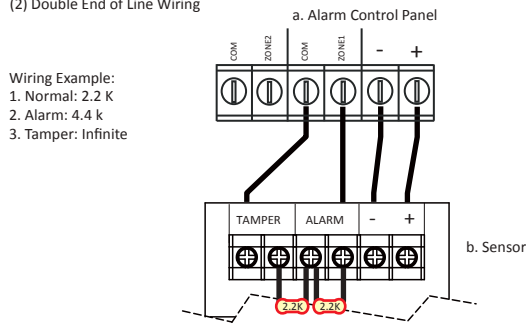 (2) Double End of Line Wiring
a. Alarm Control Panel
COM ZONE2 COM ZONE1 - +
Wiring Example:
1. Normal: 2.2 K
2. Alarm: 4.4 k
3. Tamper: Infinite
TAMPER ALARM - +
b. Sensor
2.2K 2.2K